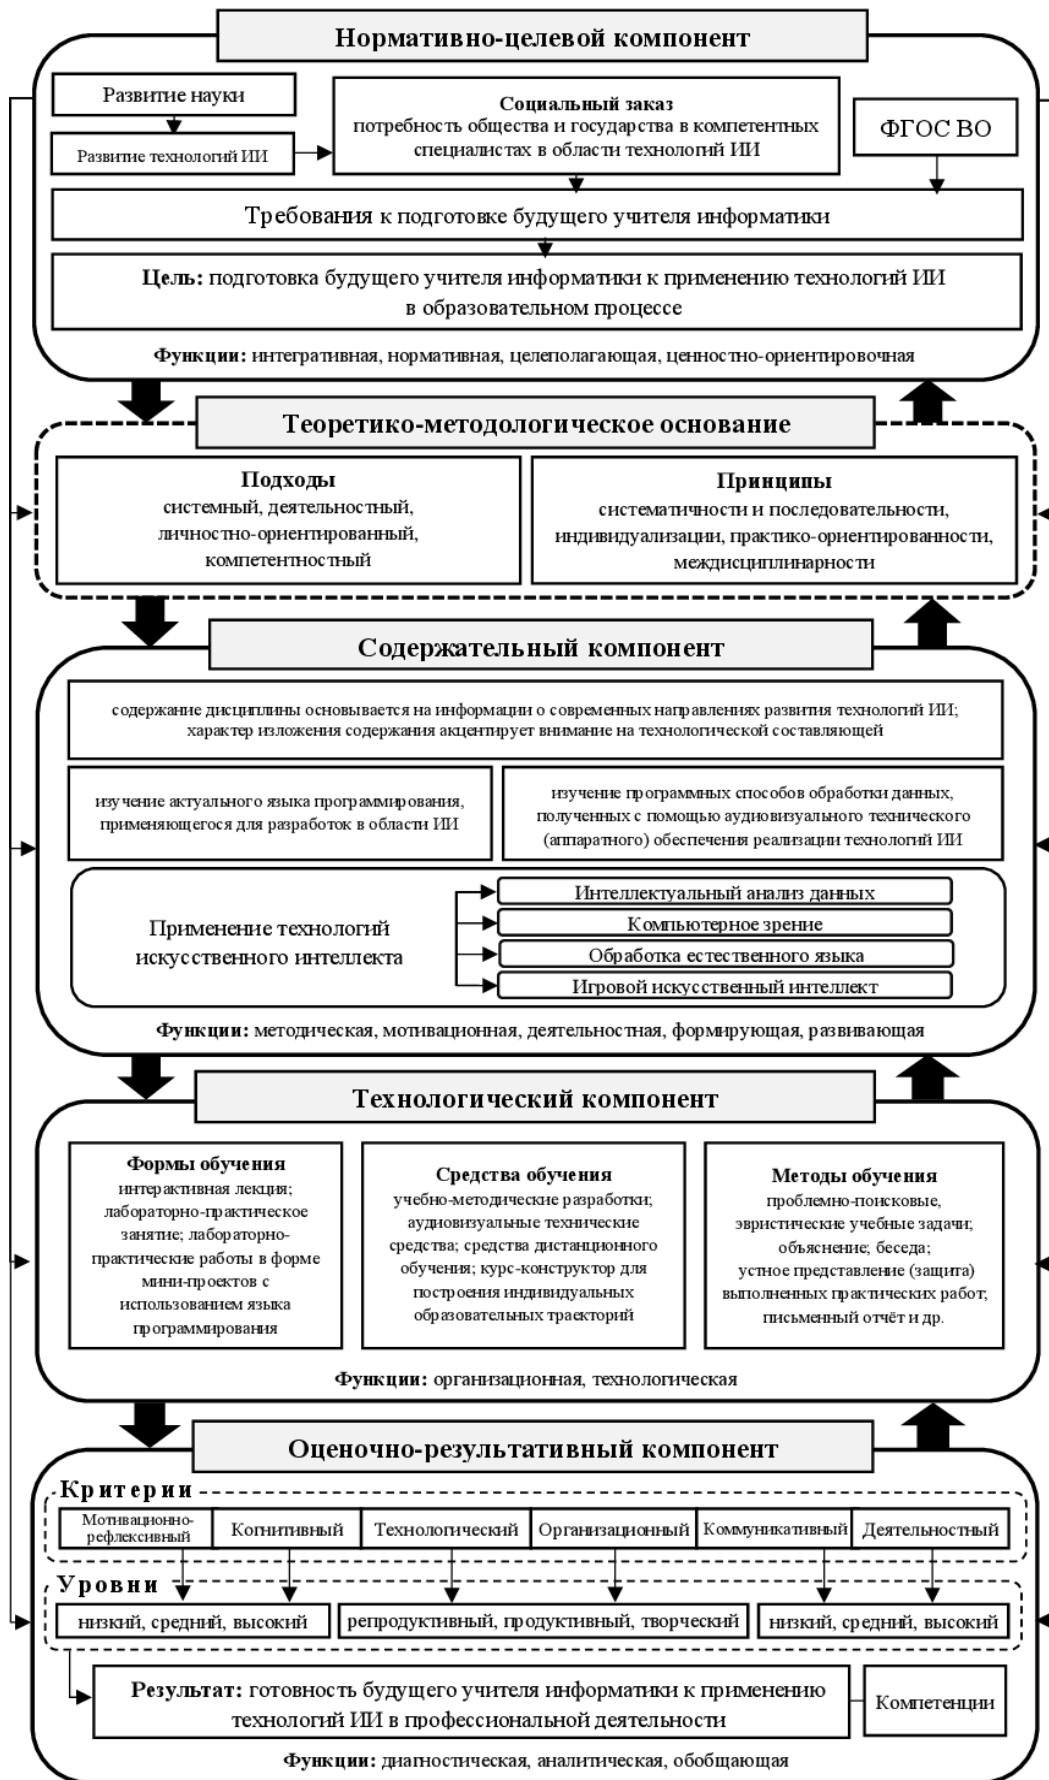 Нормативно-целевой компонент
Развитие науки
Развитие технологий ИИ
Социальный заказ
потребность общества и государства в компетентных
специалистах в области технологий ИИ
ФГОС ВО
Требования к подготовке будущего учителя информатики
Цель: подготовка будущего учителя информатики к применению технологий ИИ
в образовательном процессе
Функции: интегративная, нормативная, целеполагающая, ценностно-ориентировочная
Теоретико-методологическое основание
Подходы
системный, деятельностный,
личностно-ориентированный,
компетентностный
Принципы
систематичности и последовательности,
индивидуализации, практико-ориентированности,
междисциплинарности
Содержательный компонент
содержание дисциплины основывается на информации о современных направлениях развития технологий ИИ;
характер изложения содержания акцентирует внимание на технологической составляющей
изучение актуального языка программирования,
применяющегося для разработок в области ИИ
изучение программных способов обработки данных,
полученных с помощью аудиовизуального технического
(аппаратного) обеспечения реализации технологий ИИ
Применение технологий
искусственного интеллекта
Интеллектуальный анализ данных
Компьютерное зрение
Обработка естественного языка
Игровой искусственный интеллект
Функции: методическая, мотивационная, деятельностная, формирующая, развивающая
Технологический компонент
Формы обучения
интерактивная лекция;
лабораторно-практическое
занятие; лабораторно-
практические работы в форме
мини-проектов с
использованием языка
программирования
Средства обучения
учебно-методические разработки;
аудиовизуальные технические
средства; средства дистанционного
обучения; курс-конструктор для
построения индивидуальных
образовательных траекторий
Методы обучения
проблемно-поисковые,
эвристические учебные задачи;
объяснение; беседа;
устное представление (защита)
выполненных практических работ;
письменный отчёт и др.
Функции: организационная, технологическая
Оценочно-результативный компонент
Критерии
Мотивационно-
рефлексивный
Когнитивный
Технологический
Организационный
Коммуникативный
Деятельностный
Уровни
низкий, средний, высокий
репродуктивный, продуктивный, творческий
низкий, средний, высокий
Результат: готовность будущего учителя информатики к применению
технологий ИИ в профессиональной деятельности
Компетенции
Функции: диагностическая, аналитическая, обобщающая